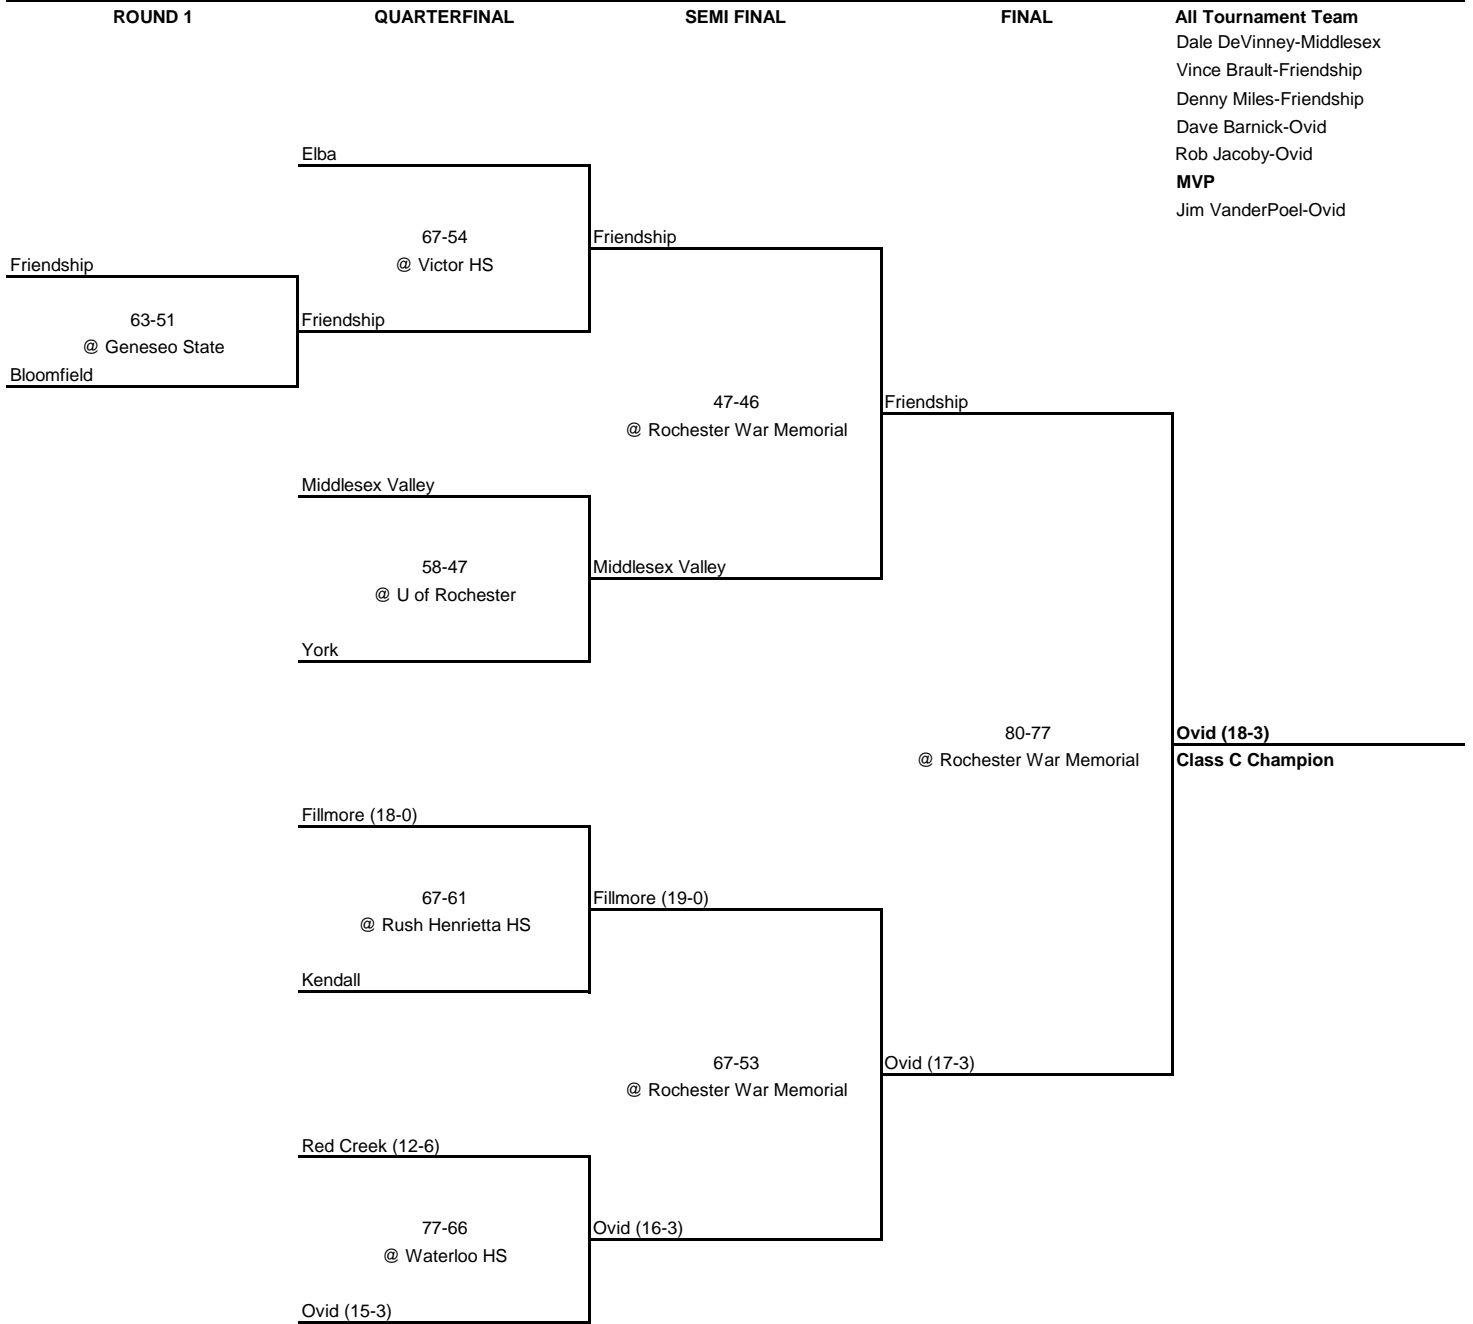 ROUND 1 QUARTERFINAL SEMI FINAL FINAL All Tournament Team
Dale DeVinney-Middlesex
Vince Brault-Friendship
Denny Miles-Friendship
Dave Barnick-Ovid
Elba Rob Jacoby-Ovid
MVP
Jim VanderPoel-Ovid
67-54 Friendship
Friendship @ Victor HS
63-51 Friendship
@ Geneseo State
Bloomfield
47-46 Friendship
@ Rochester War Memorial
Middlesex Valley
58-47 Middlesex Valley
@ U of Rochester
York
80-77 Ovid (18-3)
@ Rochester War Memorial Class C Champion
Fillmore (18-0)
67-61 Fillmore (19-0)
@ Rush Henrietta HS
Kendall
67-53 Ovid (17-3)
@ Rochester War Memorial
Red Creek (12-6)
77-66 Ovid (16-3)
@ Waterloo HS
Ovid (15-3)